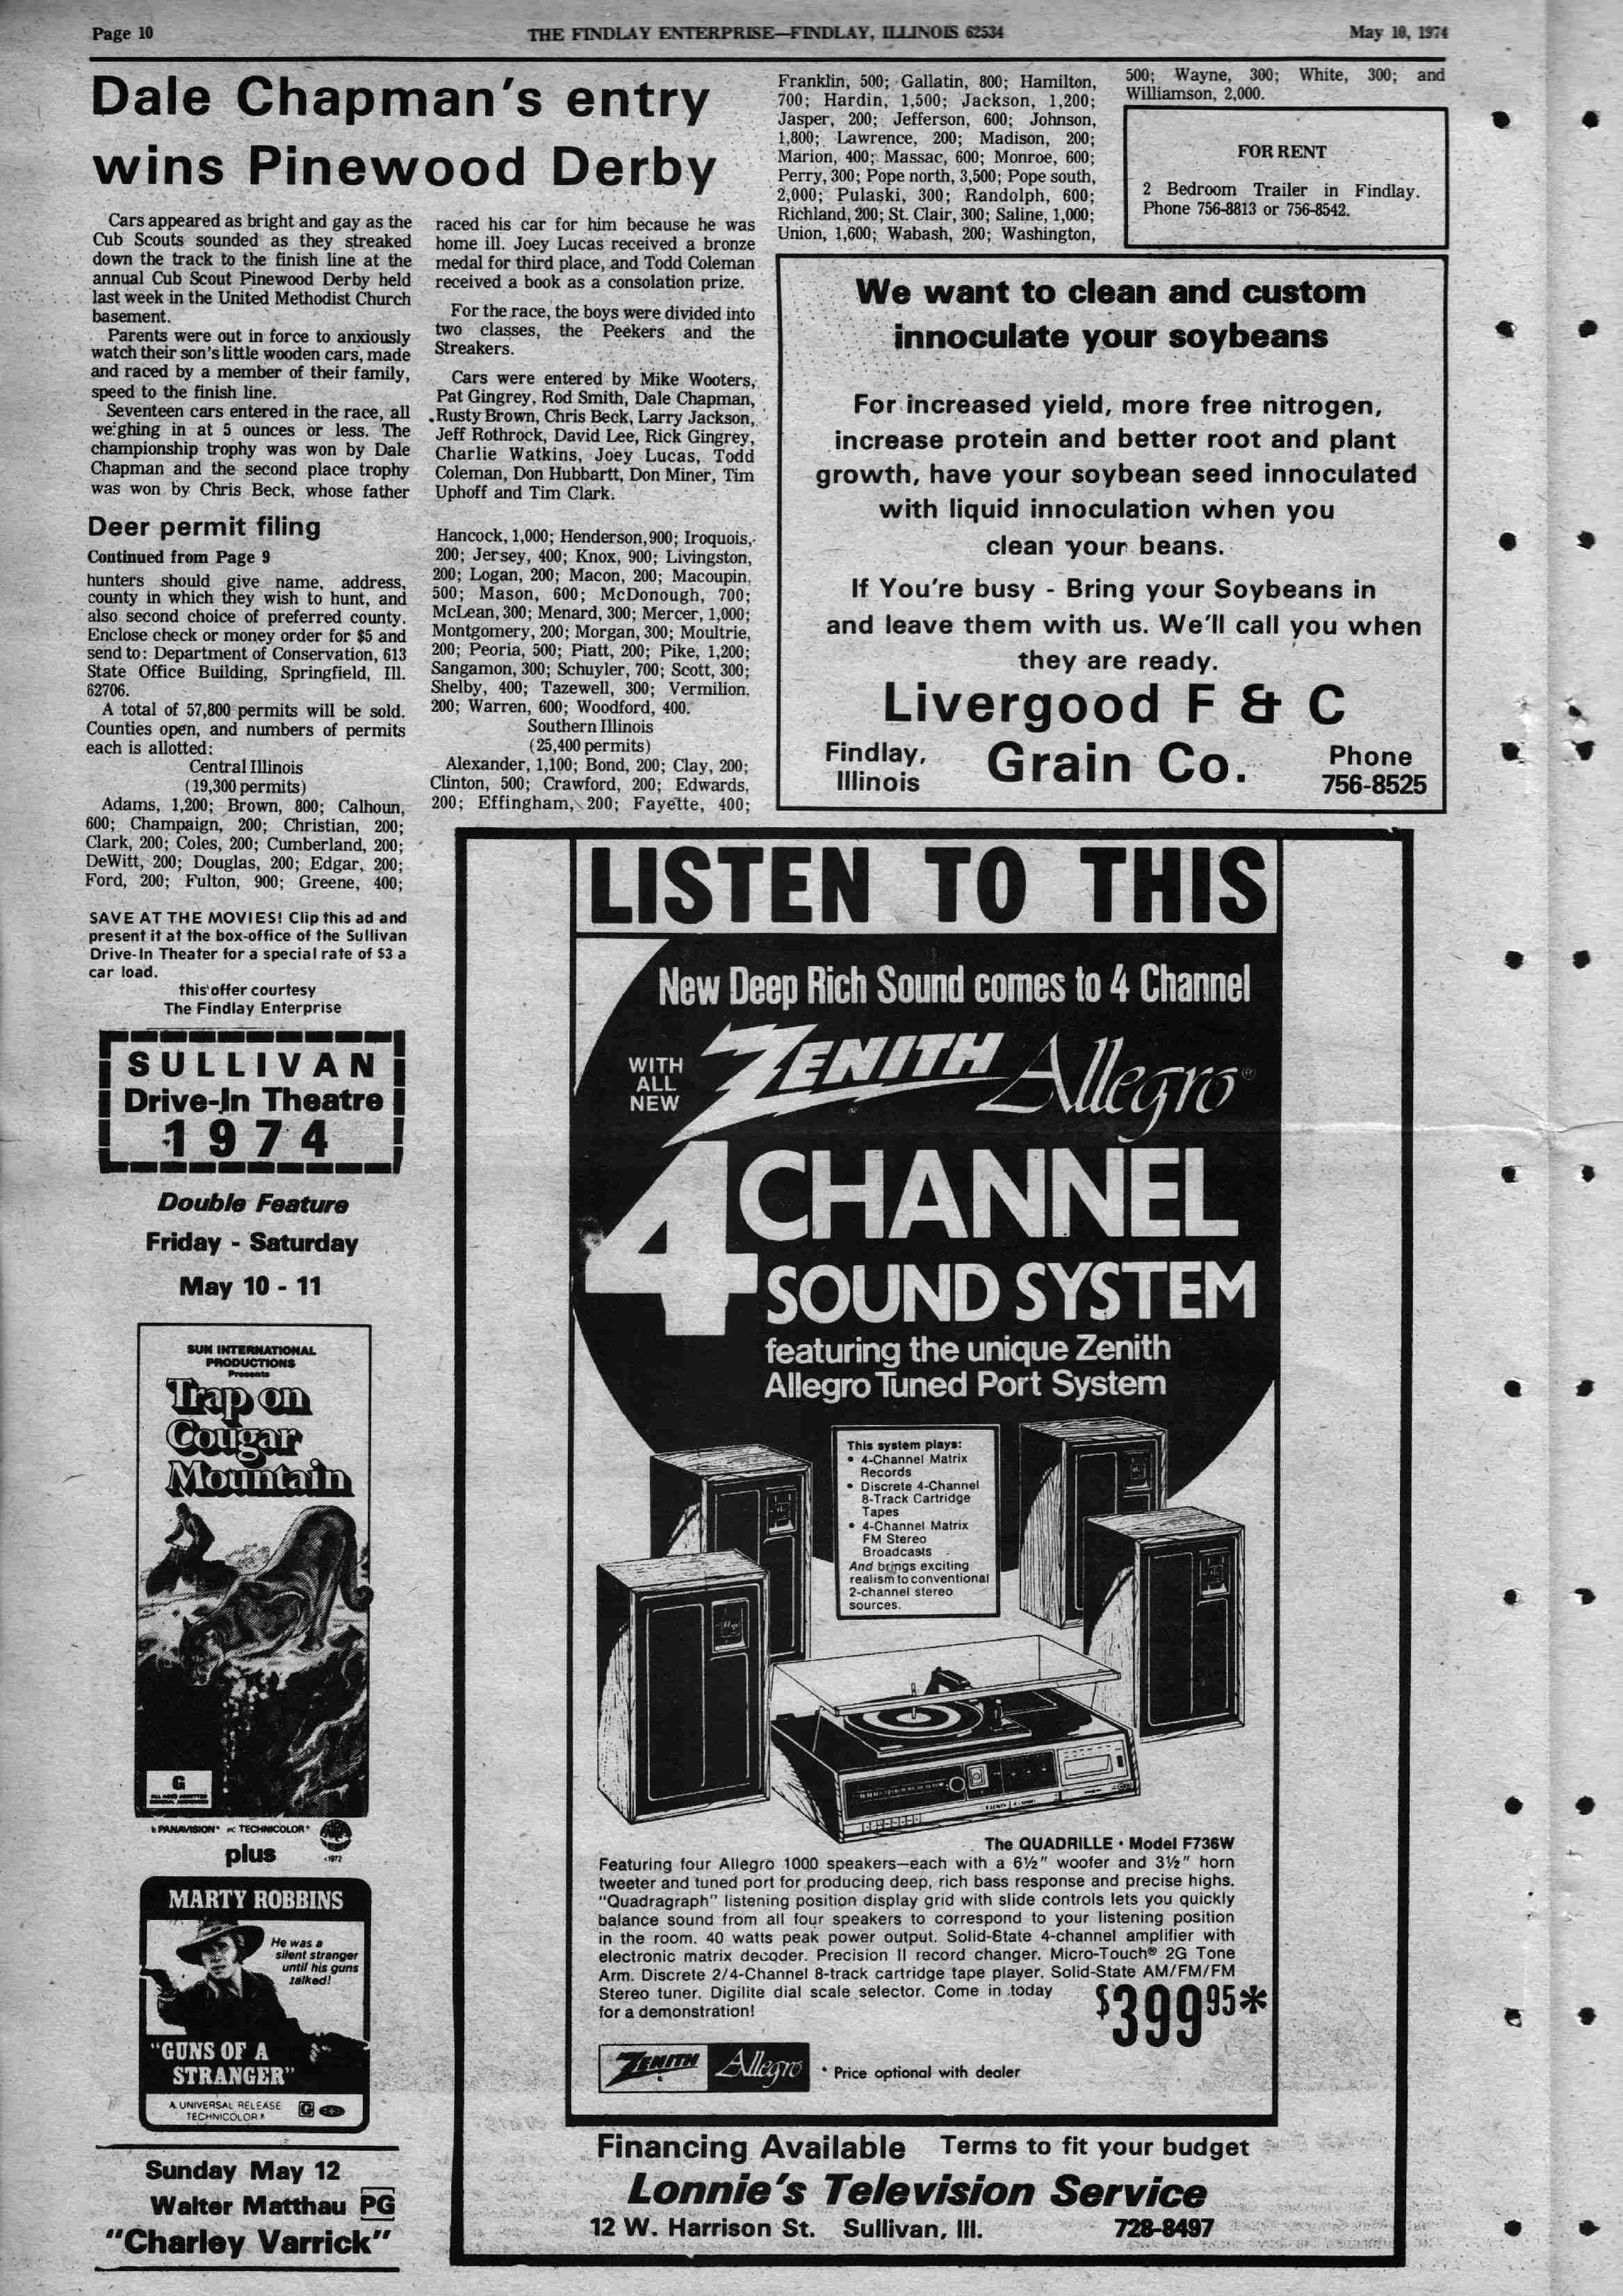 Page 10
THE FINDLAY ENTERPRISE—FINDLAY, ILLINOIS 62534
May 10, 1974
Dale Chapman's entry
wins Pinewood Derby
Cars appeared as bright and gay as the
Cub Scouts sounded as they streaked
down the track to the finish line at the
annual Cub Scout Pinewood Derby held
last week in the United Methodist Church
basement.
Parents were out in force to anxiously
watch their son's little wooden cars, made
and raced by a member of their family,
speed to the finish line.
Seventeen cars entered in the race, all
weighing in at 5 ounces or less. The
championship trophy was won by Dale
Chapman and the second place trophy
was won by Chris Beck, whose father
raced his car for him because he was
home ill. Joey Lucas received a bronze
medal for third place, and Todd Coleman
received a book as a consolation prize.
For the race, the boys were divided into
two classes, the Peekers and the
Streakers.
Cars were entered by Mike Wooters,
Pat Gingrey, Rod Smith, Dale Chapman,
Rusty Brown, Chris Beck, Larry Jackson,
Jeff Rothrock, David Lee, Rick Gingrey,
Charlie Watkins, Joey Lucas, Todd
Coleman, Don Hubbartt, Don Miner, Tim
Uphoff and Tim Clark.
Deer permit filing
Continued from Page 9
hunters should give name, address,
county in which they wish to hunt, and
also second choice of preferred county.
Enclose check or money order for $5 and
send to: Department of Conservation, 613
State Office Building, Springfield, Ill.
62706.
A total of 57,800 permits will be sold.
Counties open, and numbers of permits
each is allotted:
Central Illinois
(19,300 permits)
Adams, 1,200; Brown, 800; Calhoun,
600; Champaign, 200; Christian, 200;
Clark, 200; Coles, 200; Cumberland, 200;
DeWitt, 200; Douglas, 200; Edgar, 200;
Ford, 200; Fulton, 900; Greene, 400;
Hancock, 1,000; Henderson, 900; Iroquois,
200; Jersey, 400; Knox, 900; Livingston,
200; Logan, 200; Macon, 200; Macoupin,
500; Mason, 600; McDonough, 700;
McLean, 300; Menard, 300; Mercer, 1,000;
Montgomery, 200; Morgan, 300; Moultrie,
200; Peoria, 500; Piatt, 200; Pike, 1,200;
Sangamon, 300; Schuyler, 700; Scott, 300;
Shelby, 400; Tazewell, 300; Vermilion,
200; Warren, 600; Woodford, 400.
Southern Illinois
(25,400 permits)
Alexander, 1,100; Bond, 200; Clay, 200;
Clinton, 500; Crawford, 200; Edwards,
200; Effingham, 200; Fayette, 400;
Franklin, 500; Gallatin, 800; Hamilton,
700; Hardin, 1,500; Jackson, 1,200;
Jasper, 200; Jefferson, 600; Johnson,
1,800; Lawrence, 200; Madison, 200;
Marion, 400; Massac, 600; Monroe, 600;
Perry, 300; Pope north, 3,500; Pope south,
2,000; Pulaski, 300; Randolph, 600;
Richland, 200; St. Clair, 300; Saline, 1,000;
Union, 1,600; Wabash, 200; Washington,
500; Wayne, 300; White, 300; and
Williamson, 2,000.
FOR RENT
2 Bedroom Trailer in Findlay.
Phone 756-8813 or 756-8542.
We want to clean and custom
innoculate your soybeans
For increased yield, more free nitrogen,
increase protein and better root and plant
growth, have your soybean seed innoculated
with liquid innoculation when you
clean your beans.
If You're busy - Bring your Soybeans in
and leave them with us. We'll call you when
they are ready.
Livergood F & C
Grain Co.
Findlay,
Illinois
Phone
756-8525
SAVE AT THE MOVIES! Clip this ad and
present it at the box-office of the Sullivan
Drive-In Theater for a special rate of $3 a
car load.
this offer courtesy
The Findlay Enterprise
SULLIVAN
Drive-In Theatre
1974
Double Feature
Friday - Saturday
May 10 - 11
SUN INTERNATIONAL
PRODUCTIONS
Presents
Trap on
Cougar
Mountain
G
PANAVISION® TECHNICOLOR®
©1972
plus
MARTY ROBBINS
He was a
silent stranger
until his guns
talked!
"GUNS OF A
STRANGER"
A UNIVERSAL RELEASE
TECHNICOLOR®
G
Sunday May 12
Walter Matthau PG
"Charley Varrick"
LISTEN TO THIS
New Deep Rich Sound comes to 4 Channel
WITH
ALL
NEW
ZENITH Allegro®
4 CHANNEL
SOUND SYSTEM
featuring the unique Zenith
Allegro Tuned Port System
This system plays:
• 4-Channel Matrix
Records
• Discrete 4-Channel
8-Track Cartridge
Tapes
• 4-Channel Matrix
FM Stereo
Broadcasts
And brings exciting
realism to conventional
2-channel stereo
sources.
The QUADRILLE • Model F736W
Featuring four Allegro 1000 speakers—each with a 6½" woofer and 3½" horn
tweeter and tuned port for producing deep, rich bass response and precise highs.
"Quadragraph" listening position display grid with slide controls lets you quickly
balance sound from all four speakers to correspond to your listening position
in the room. 40 watts peak power output. Solid-State 4-channel amplifier with
electronic matrix decoder. Precision II record changer. Micro-Touch® 2G Tone
Arm. Discrete 2/4-Channel 8-track cartridge tape player. Solid-State AM/FM/FM
Stereo tuner. Digilite dial scale selector. Come in today
for a demonstration!
$399.95*
ZENITH Allegro
* Price optional with dealer
Financing Available Terms to fit your budget
Lonnie's Television Service
12 W. Harrison St. Sullivan, Ill. 728-8497